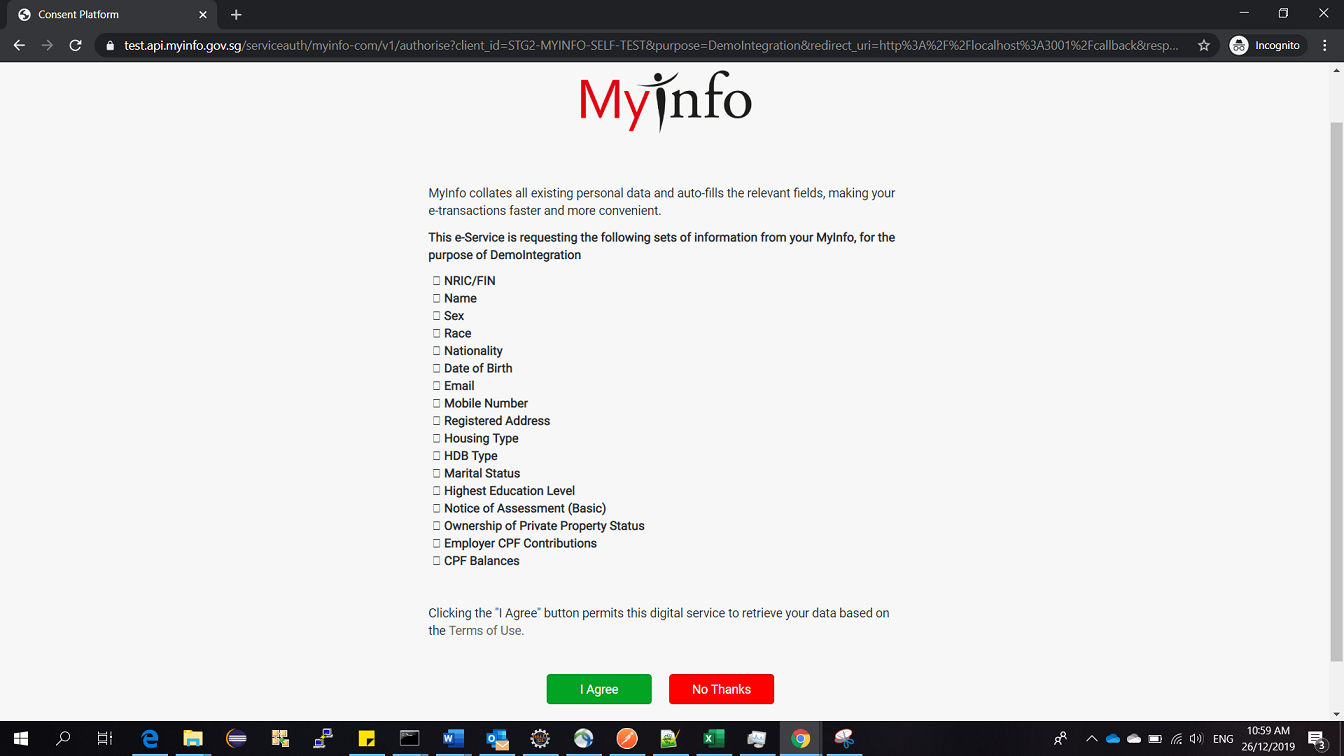 Consent Platform
test.api.myinfo.gov.sg/serviceauth/myinfo-com/v1/authorise?client_id=STG2-MYINFO-SELF-TEST&purpose=DemoIntegration&redirect_uri=http%3A%2F%2Flocalhost%3A3001%2Fcallback&resp...
Incognito
MyInfo
MyInfo collates all existing personal data and auto-fills the relevant fields, making your
e-transactions faster and more convenient.
This e-Service is requesting the following sets of information from your MyInfo, for the
purpose of DemoIntegration
NRIC/FIN
Name
Sex
Race
Nationality
Date of Birth
Email
Mobile Number
Registered Address
Housing Type
HDB Type
Marital Status
Highest Education Level
Notice of Assessment (Basic)
Ownership of Private Property Status
Employer CPF Contributions
CPF Balances
Clicking the "I Agree" button permits this digital service to retrieve your data based on
the Terms of Use.
I Agree
No Thanks
ENG
10:59 AM
26/12/2019
3